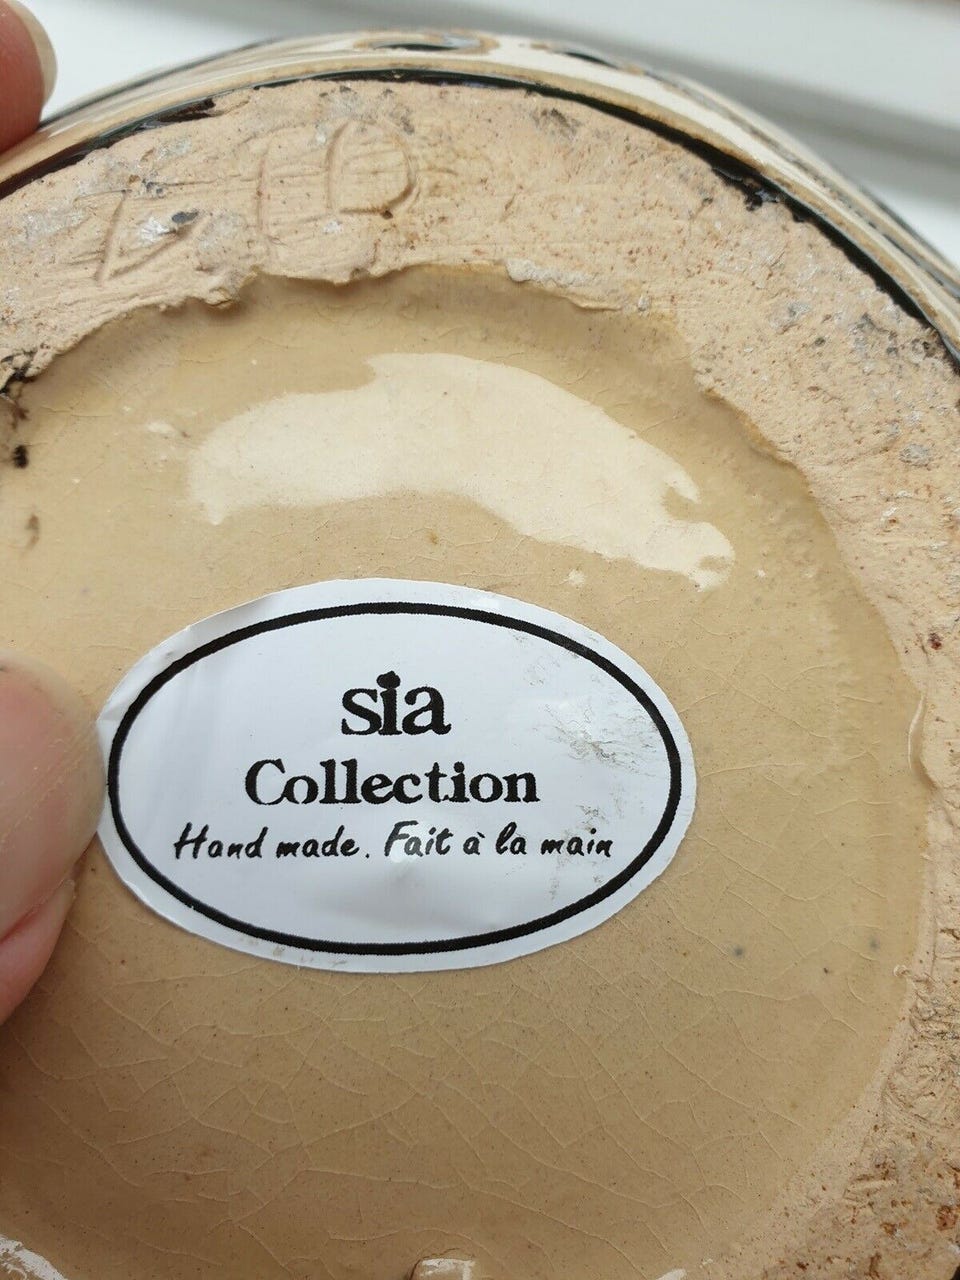 sia
Collection
Hand made. Fait à la main